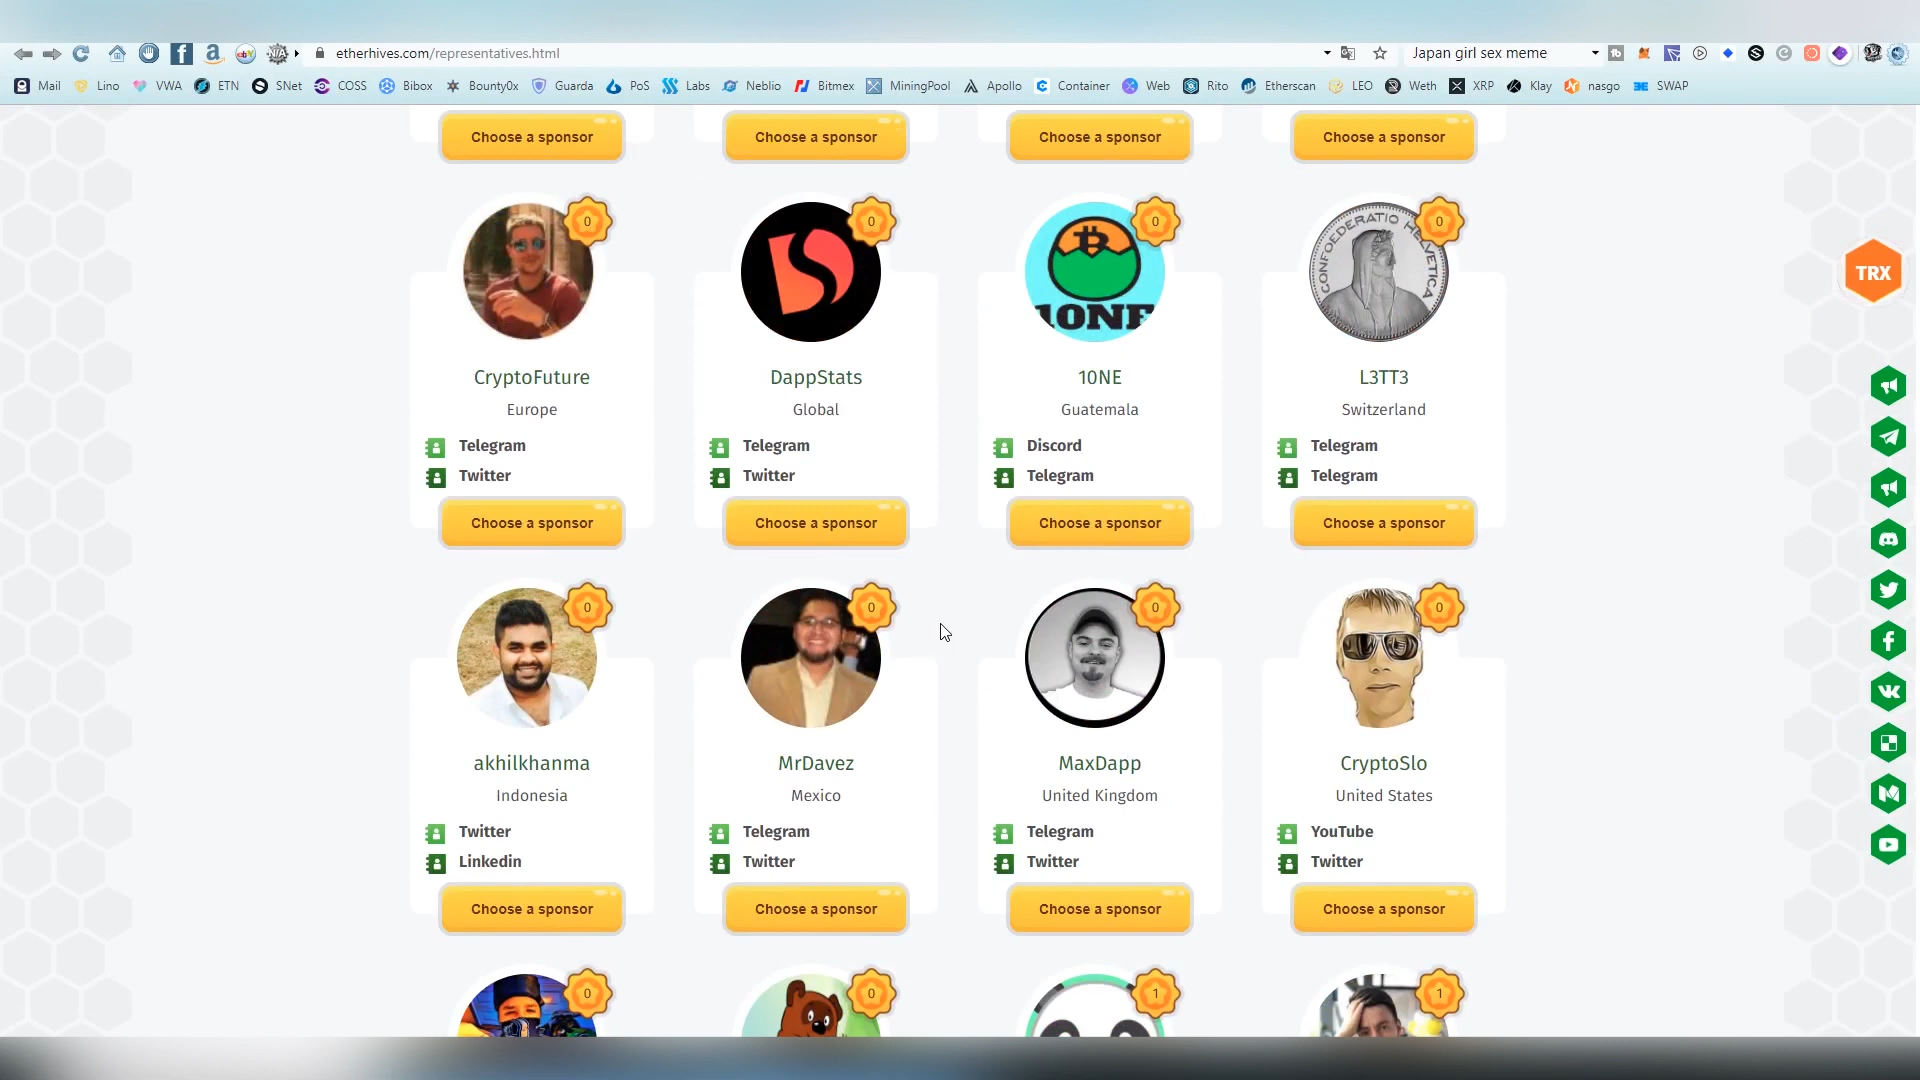 etherhives.com/representatives.html
Japan girl sex meme
Mail Lino VWA ETN SNet COSS Bibox Bounty0x Guarda PoS Labs Neblio Bitmex MiningPool Apollo Container Web Rito Etherscan LEO Weth XRP Klay nasgo SWAP
Choose a sponsor Choose a sponsor Choose a sponsor Choose a sponsor
0 0 0 0
CONFOEDERATIO HELVETICA
TRX
10NE
CryptoFuture DappStats 10NE L3TT3
Europe Global Guatemala Switzerland
Telegram Telegram Discord Telegram
Twitter Twitter Telegram Telegram
Choose a sponsor Choose a sponsor Choose a sponsor Choose a sponsor
0 0 0 0
akhilkhanma MrDavez MaxDapp CryptoSlo
Indonesia Mexico United Kingdom United States
Twitter Telegram Telegram YouTube
Linkedin Twitter Twitter Twitter
Choose a sponsor Choose a sponsor Choose a sponsor Choose a sponsor
0 0 1 1